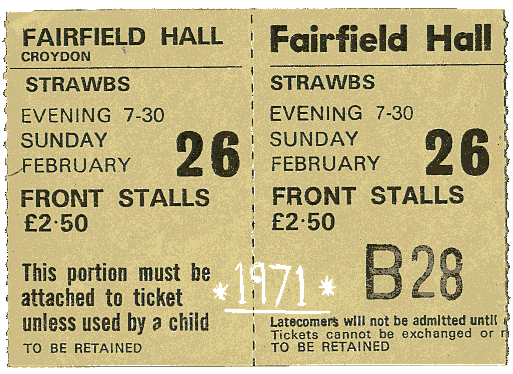 FAIRFIELD HALL
CROYDON
STRAWBS
EVENING 7-30
SUNDAY
FEBRUARY 26
FRONT STALLS
£2·50
This portion must be
attached to ticket
unless used by a child
TO BE RETAINED
*1971*
Fairfield Hall
STRAWBS
EVENING 7-30
SUNDAY
FEBRUARY 26
FRONT STALLS
£2·50
B28
Latecomers will not be admitted until
Tickets cannot be exchanged or
TO BE RETAINED